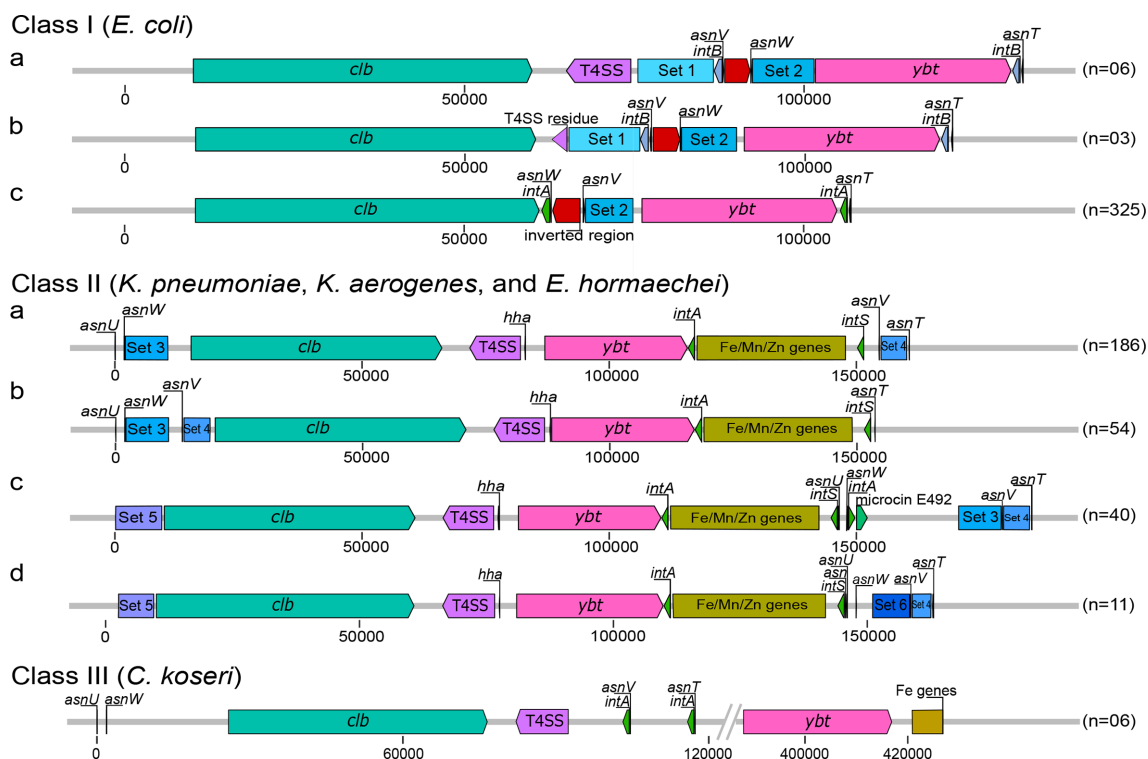 Class I (E. coli)
a
asnV
intB
asnW
asnT
intB
clb
T4SS
Set 1
Set 2
ybt
(n=06)
0
50000
100000
b
T4SS residue
asnV
intB
asnW
asnT
intB
clb
Set 1
Set 2
ybt
(n=03)
0
50000
100000
c
asnW
intA
asnV
asnT
intA
clb
Set 2
ybt
(n=325)
inverted region
0
50000
100000
Class II (K. pneumoniae, K. aerogenes, and E. hormaechei)
a
asnU
asnW
hha
intA
intS
asnV
asnT
Set 3
clb
T4SS
ybt
Fe/Mn/Zn genes
Set 4
(n=186)
0
50000
100000
150000
b
asnU
asnW
asnV
hha
intA
asnT
intS
Set 3
Set 4
clb
T4SS
ybt
Fe/Mn/Zn genes
(n=54)
0
50000
100000
150000
c
hha
intA
asnU
intS
asnW
intA
microcin E492
asnV
asnT
Set 5
clb
T4SS
ybt
Fe/Mn/Zn genes
Set 3
Set 4
(n=40)
0
50000
100000
150000
d
hha
intA
asnU
asn
intS
asnW
asnV
asnT
Set 5
clb
T4SS
ybt
Fe/Mn/Zn genes
Set 6
Set 4
(n=11)
0
50000
100000
150000
Class III (C. koseri)
asnU
asnW
asnV
intA
asnT
intA
Fe genes
clb
T4SS
ybt
(n=06)
0
60000
120000
400000
420000